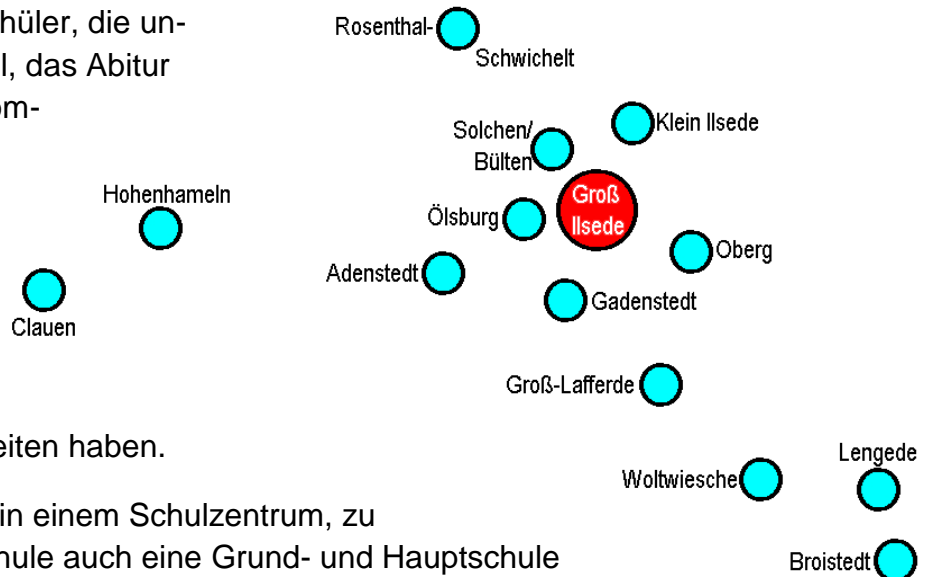 hüler, die un-
l, das Abitur
om-
Rosenthal-
Schwichelt
Klein Ilsede
Solchen/
Bülten
Groß
Ilsede
Hohenhameln
Ölsburg
Oberg
Adenstedt
Gadenstedt
Clauen
Groß-Lafferde
eiten haben.
Lengede
Woltwiesche
in einem Schulzentrum, zu
hule auch eine Grund- und Hauptschule
Broistedt